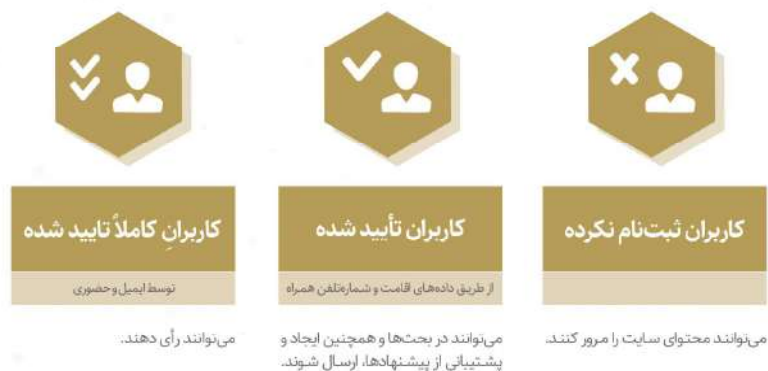 کاربران ثبت‌نام نکرده
می‌توانند محتوای سایت را مرور کنند.
کاربران تأیید شده
از طریق داده‌های اقامت و شماره‌تلفن همراه
می‌توانند در بحث‌ها و همچنین ایجاد و
پشتیبانی از پیشنهادها، ارسال شوند.
کاربرانِ کاملاً تایید شده
توسط ایمیل و حضوری
می‌توانند رأی دهند.